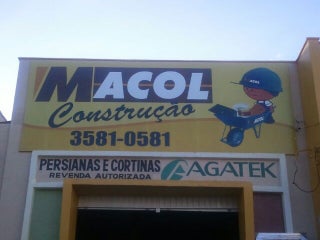 MACOL
Construção
3581-0581
PERSIANAS E CORTINAS
REVENDA AUTORIZADA
AGATEK